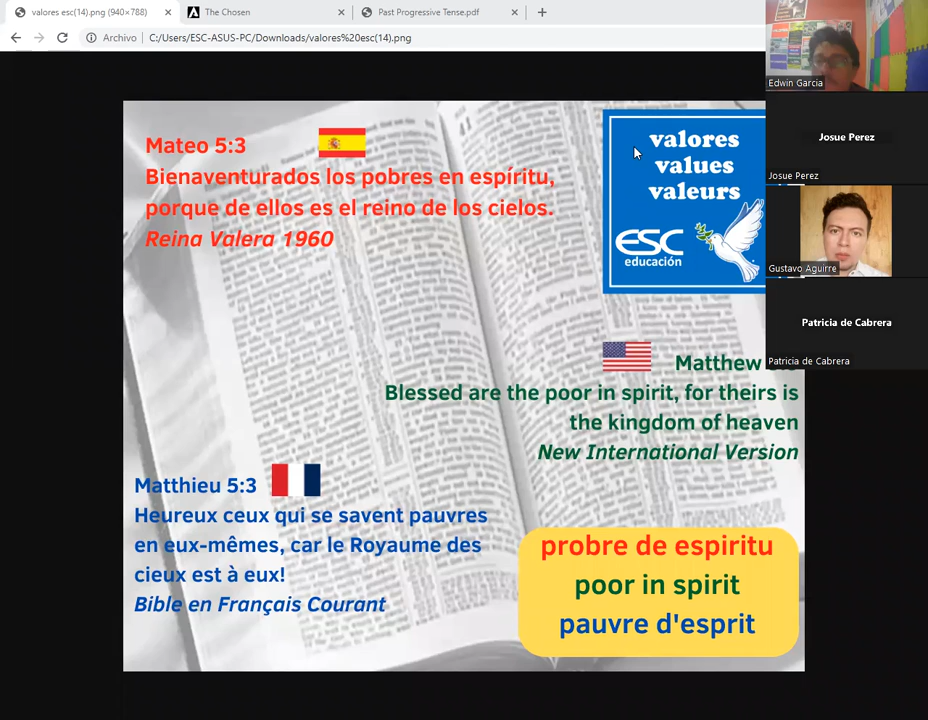 valores esc(14).png (940×788)
The Chosen
Past Progressive Tense.pdf
Archivo
C:/Users/ESC-ASUS-PC/Downloads/valores%20esc(14).png
Edwin Garcia
Josue Perez
Josue Perez
Gustavo Aguirre
Patricia de Cabrera
Patricia de Cabrera
Mateo 5:3
Bienaventurados los pobres en espíritu,
porque de ellos es el reino de los cielos.
Reina Valera 1960
valores
values
valeurs
ESC
educación
Matthew
Blessed are the poor in spirit, for theirs is
the kingdom of heaven
New International Version
Matthieu 5:3
Heureux ceux qui se savent pauvres
en eux-mêmes, car le Royaume des
cieux est à eux!
Bible en Français Courant
probre de espiritu
poor in spirit
pauvre d'esprit